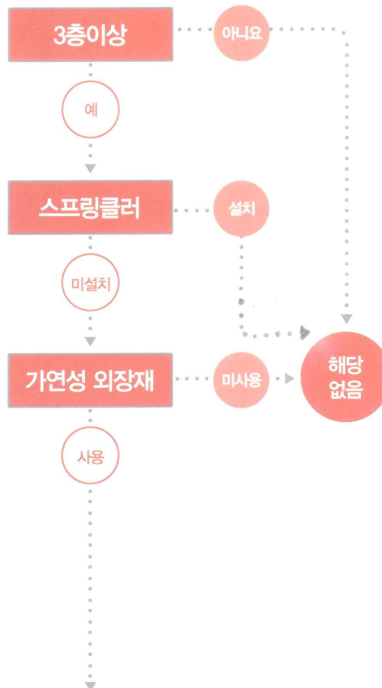 3층이상
아니요
예
스프링클러
설치
미설치
가연성 외장재
미사용
해당
없음
사용